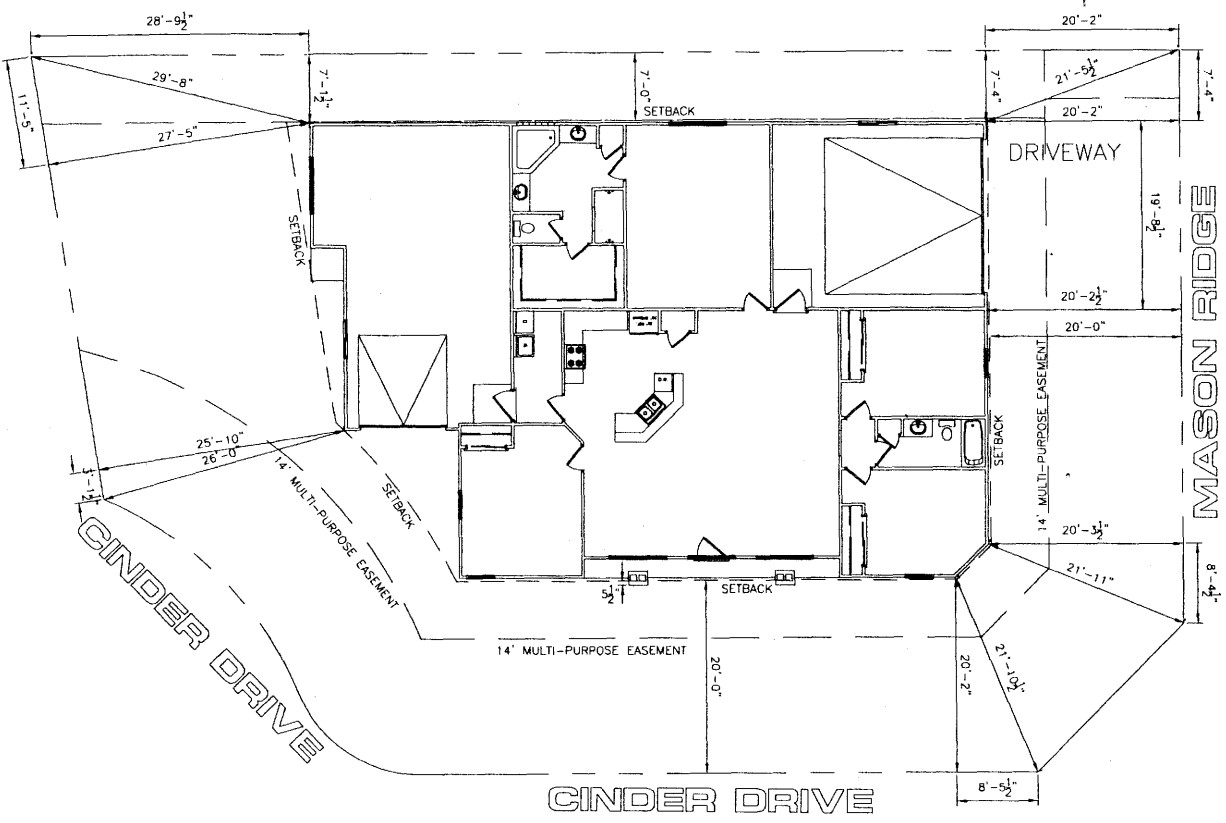 28'-9½"
20'-2"
29'-8"
7'-1½"
7'-0"
7'-4"
21'-5½"
7'-4"
11'-5"
27'-5"
SETBACK
20'-2"
DRIVEWAY
19'-8½"
SETBACK
MASON RIDGE
20'-2½"
20'-0"
14' MULTI-PURPOSE EASEMENT
SETBACK
25'-10"
26'-0"
3'-1½"
14' MULTI-PURPOSE EASEMENT
SETBACK
20'-3½"
21'-11"
8'-4½"
CINDER DRIVE
5½"
SETBACK
14' MULTI-PURPOSE EASEMENT
20'-0"
20'-2"
21'-10½"
8'-5½"
CINDER DRIVE